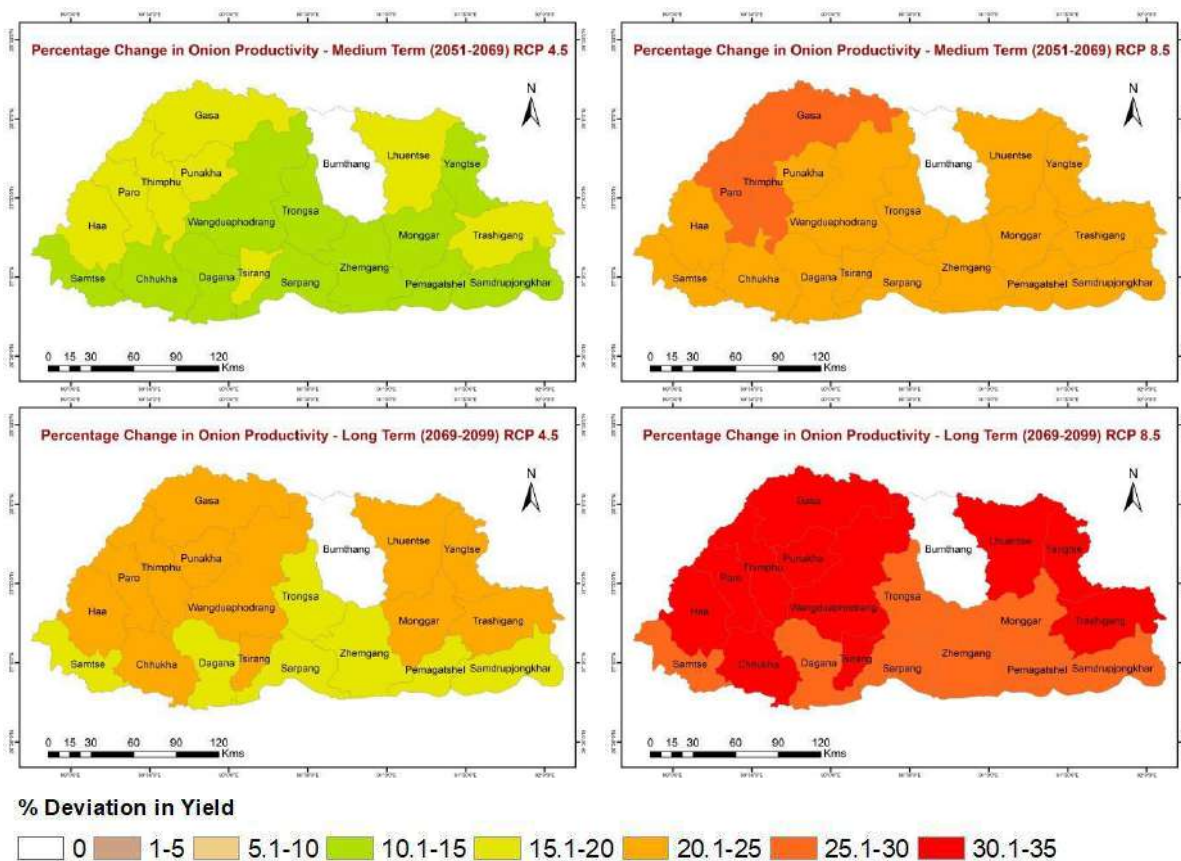 Percentage Change in Onion Productivity - Medium Term (2051-2069) RCP 4.5
N
Gasa
Bumthang
Lhuentse
Yangtse
Punakha
Thimphu
Paro
Haa
Wangduephodrang
Trongsa
Monggar
Trashigang
Samtse
Chhukha
Dagana
Tsirang
Sarpang
Zhemgang
Pemagatshel
Samdrupjongkhar
0 15 30 60 90 120
Kms
Percentage Change in Onion Productivity - Medium Term (2051-2069) RCP 8.5
N
Gasa
Bumthang
Lhuentse
Yangtse
Punakha
Thimphu
Paro
Haa
Wangduephodrang
Trongsa
Monggar
Trashigang
Samtse
Chhukha
Dagana
Tsirang
Sarpang
Zhemgang
Pemagatshel
Samdrupjongkhar
0 15 30 60 90 120
Kms
Percentage Change in Onion Productivity - Long Term (2069-2099) RCP 4.5
N
Gasa
Bumthang
Lhuentse
Yangtse
Punakha
Thimphu
Paro
Haa
Wangduephodrang
Trongsa
Monggar
Trashigang
Samtse
Chhukha
Dagana
Tsirang
Sarpang
Zhemgang
Pemagatshel
Samdrupjongkhar
0 15 30 60 90 120
Kms
Percentage Change in Onion Productivity - Long Term (2069-2099) RCP 8.5
N
Gasa
Bumthang
Lhuentse
Yangtse
Punakha
Thimphu
Paro
Haa
Wangduephodrang
Trongsa
Monggar
Trashigang
Samtse
Chhukha
Dagana
Tsirang
Sarpang
Zhemgang
Pemagatshel
Samdrupjongkhar
0 15 30 60 90 120
Kms
% Deviation in Yield
0 1-5 5.1-10 10.1-15 15.1-20 20.1-25 25.1-30 30.1-35